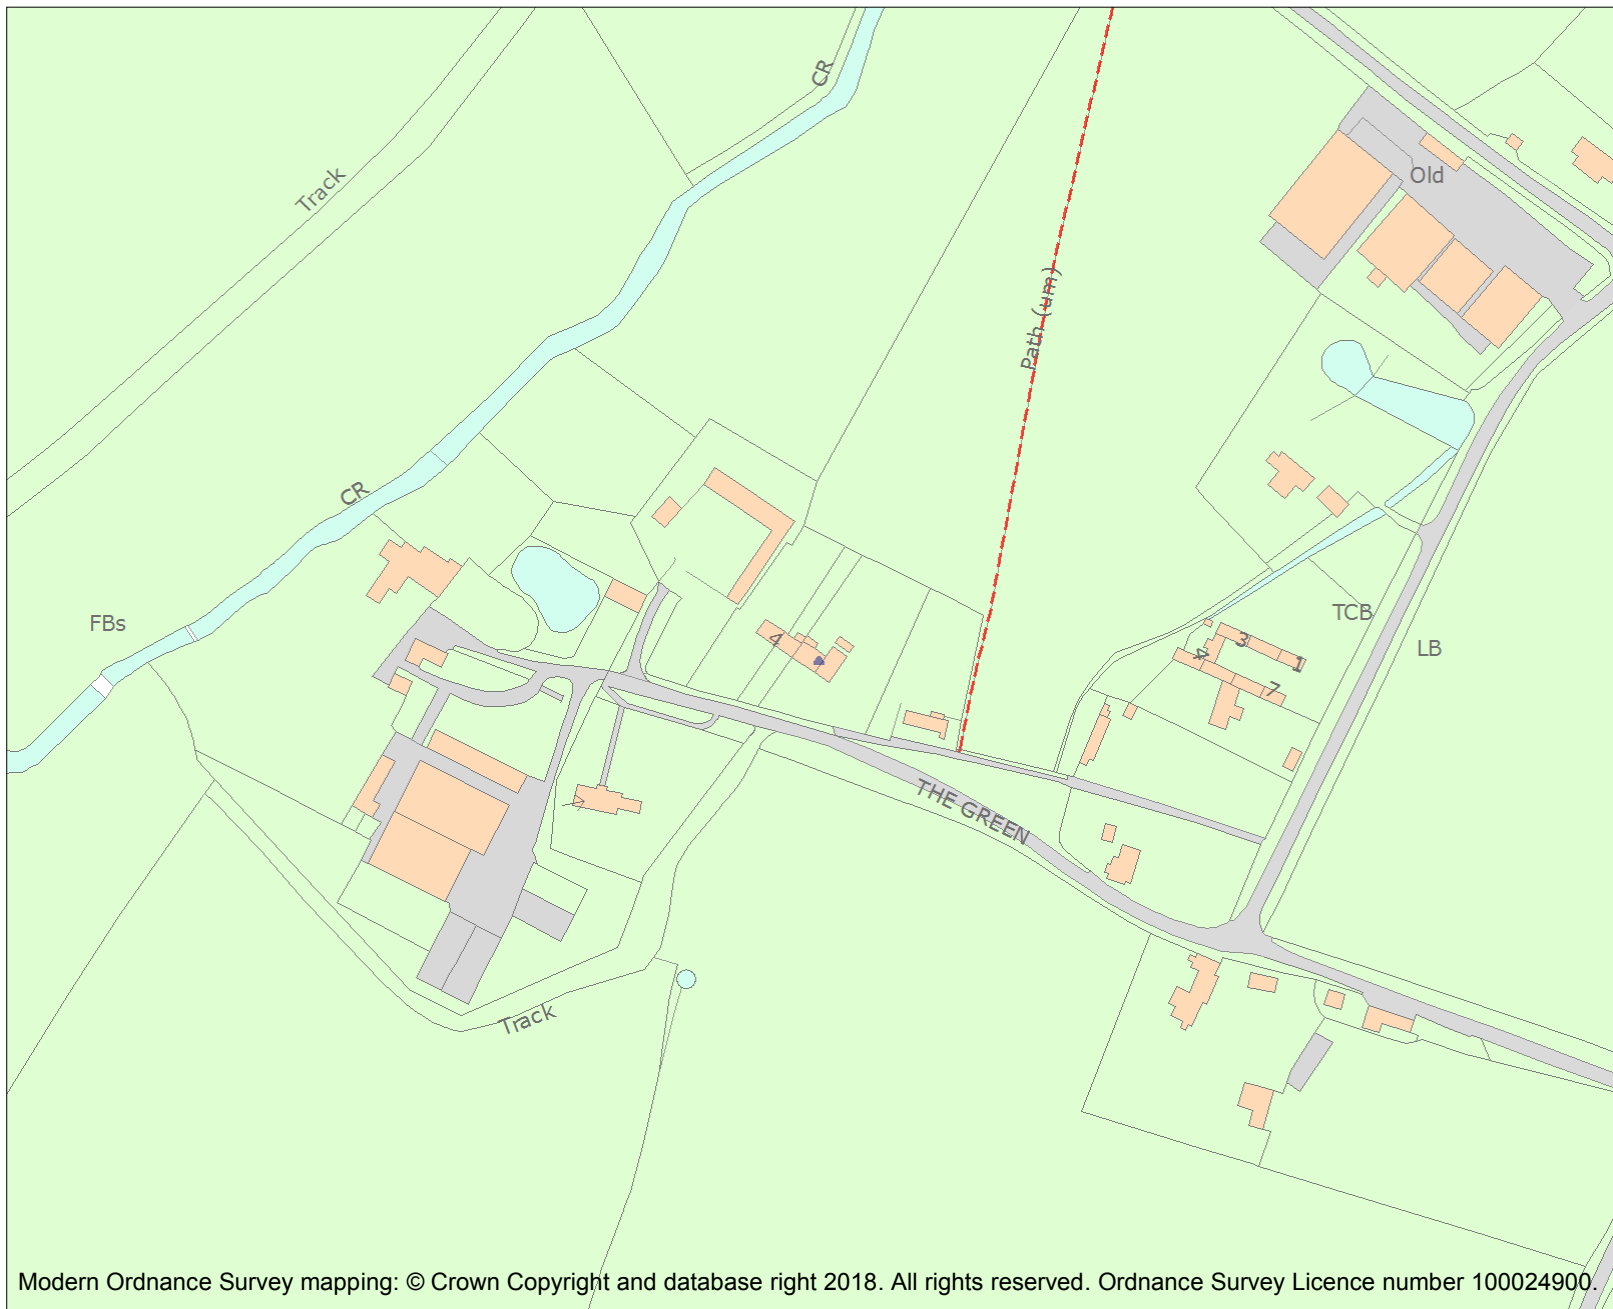 CR
Track
Old
Path (um)
CR
FBs
TCB
LB
4
3
4
1
7
THE GREEN
Track
Modern Ordnance Survey mapping: © Crown Copyright and database right 2018. All rights reserved. Ordnance Survey Licence number 100024900.